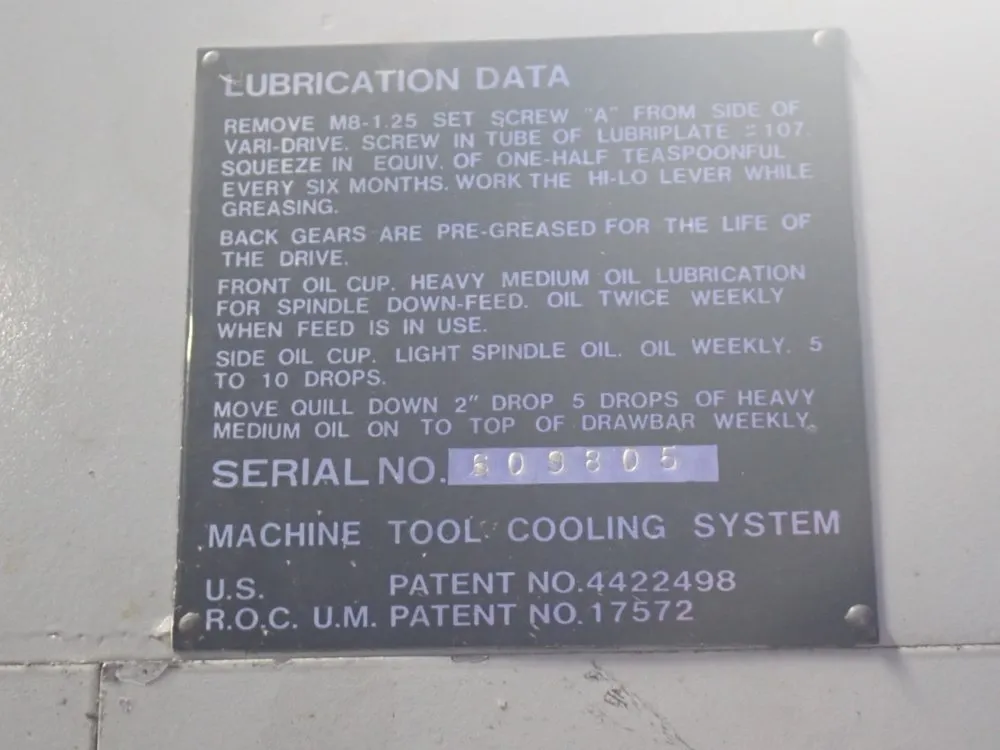 LUBRICATION DATA
REMOVE M8-1.25 SET SCREW "A" FROM SIDE OF
VARI-DRIVE. SCREW IN TUBE OF LUBRIPLATE #107.
SQUEEZE IN EQUIV. OF ONE-HALF TEASPOONFUL
EVERY SIX MONTHS. WORK THE HI-LO LEVER WHILE
GREASING.
BACK GEARS ARE PRE-GREASED FOR THE LIFE OF
THE DRIVE.
FRONT OIL CUP. HEAVY MEDIUM OIL LUBRICATION
FOR SPINDLE DOWN-FEED. OIL TWICE WEEKLY
WHEN FEED IS IN USE.
SIDE OIL CUP. LIGHT SPINDLE OIL. OIL WEEKLY. 5
TO 10 DROPS.
MOVE QUILL DOWN 2" DROP 5 DROPS OF HEAVY
MEDIUM OIL ON TO TOP OF DRAWBAR WEEKLY.
SERIAL NO.
MACHINE TOOL COOLING SYSTEM
U.S. PATENT NO.4422498
R.O.C. U.M. PATENT NO.17572